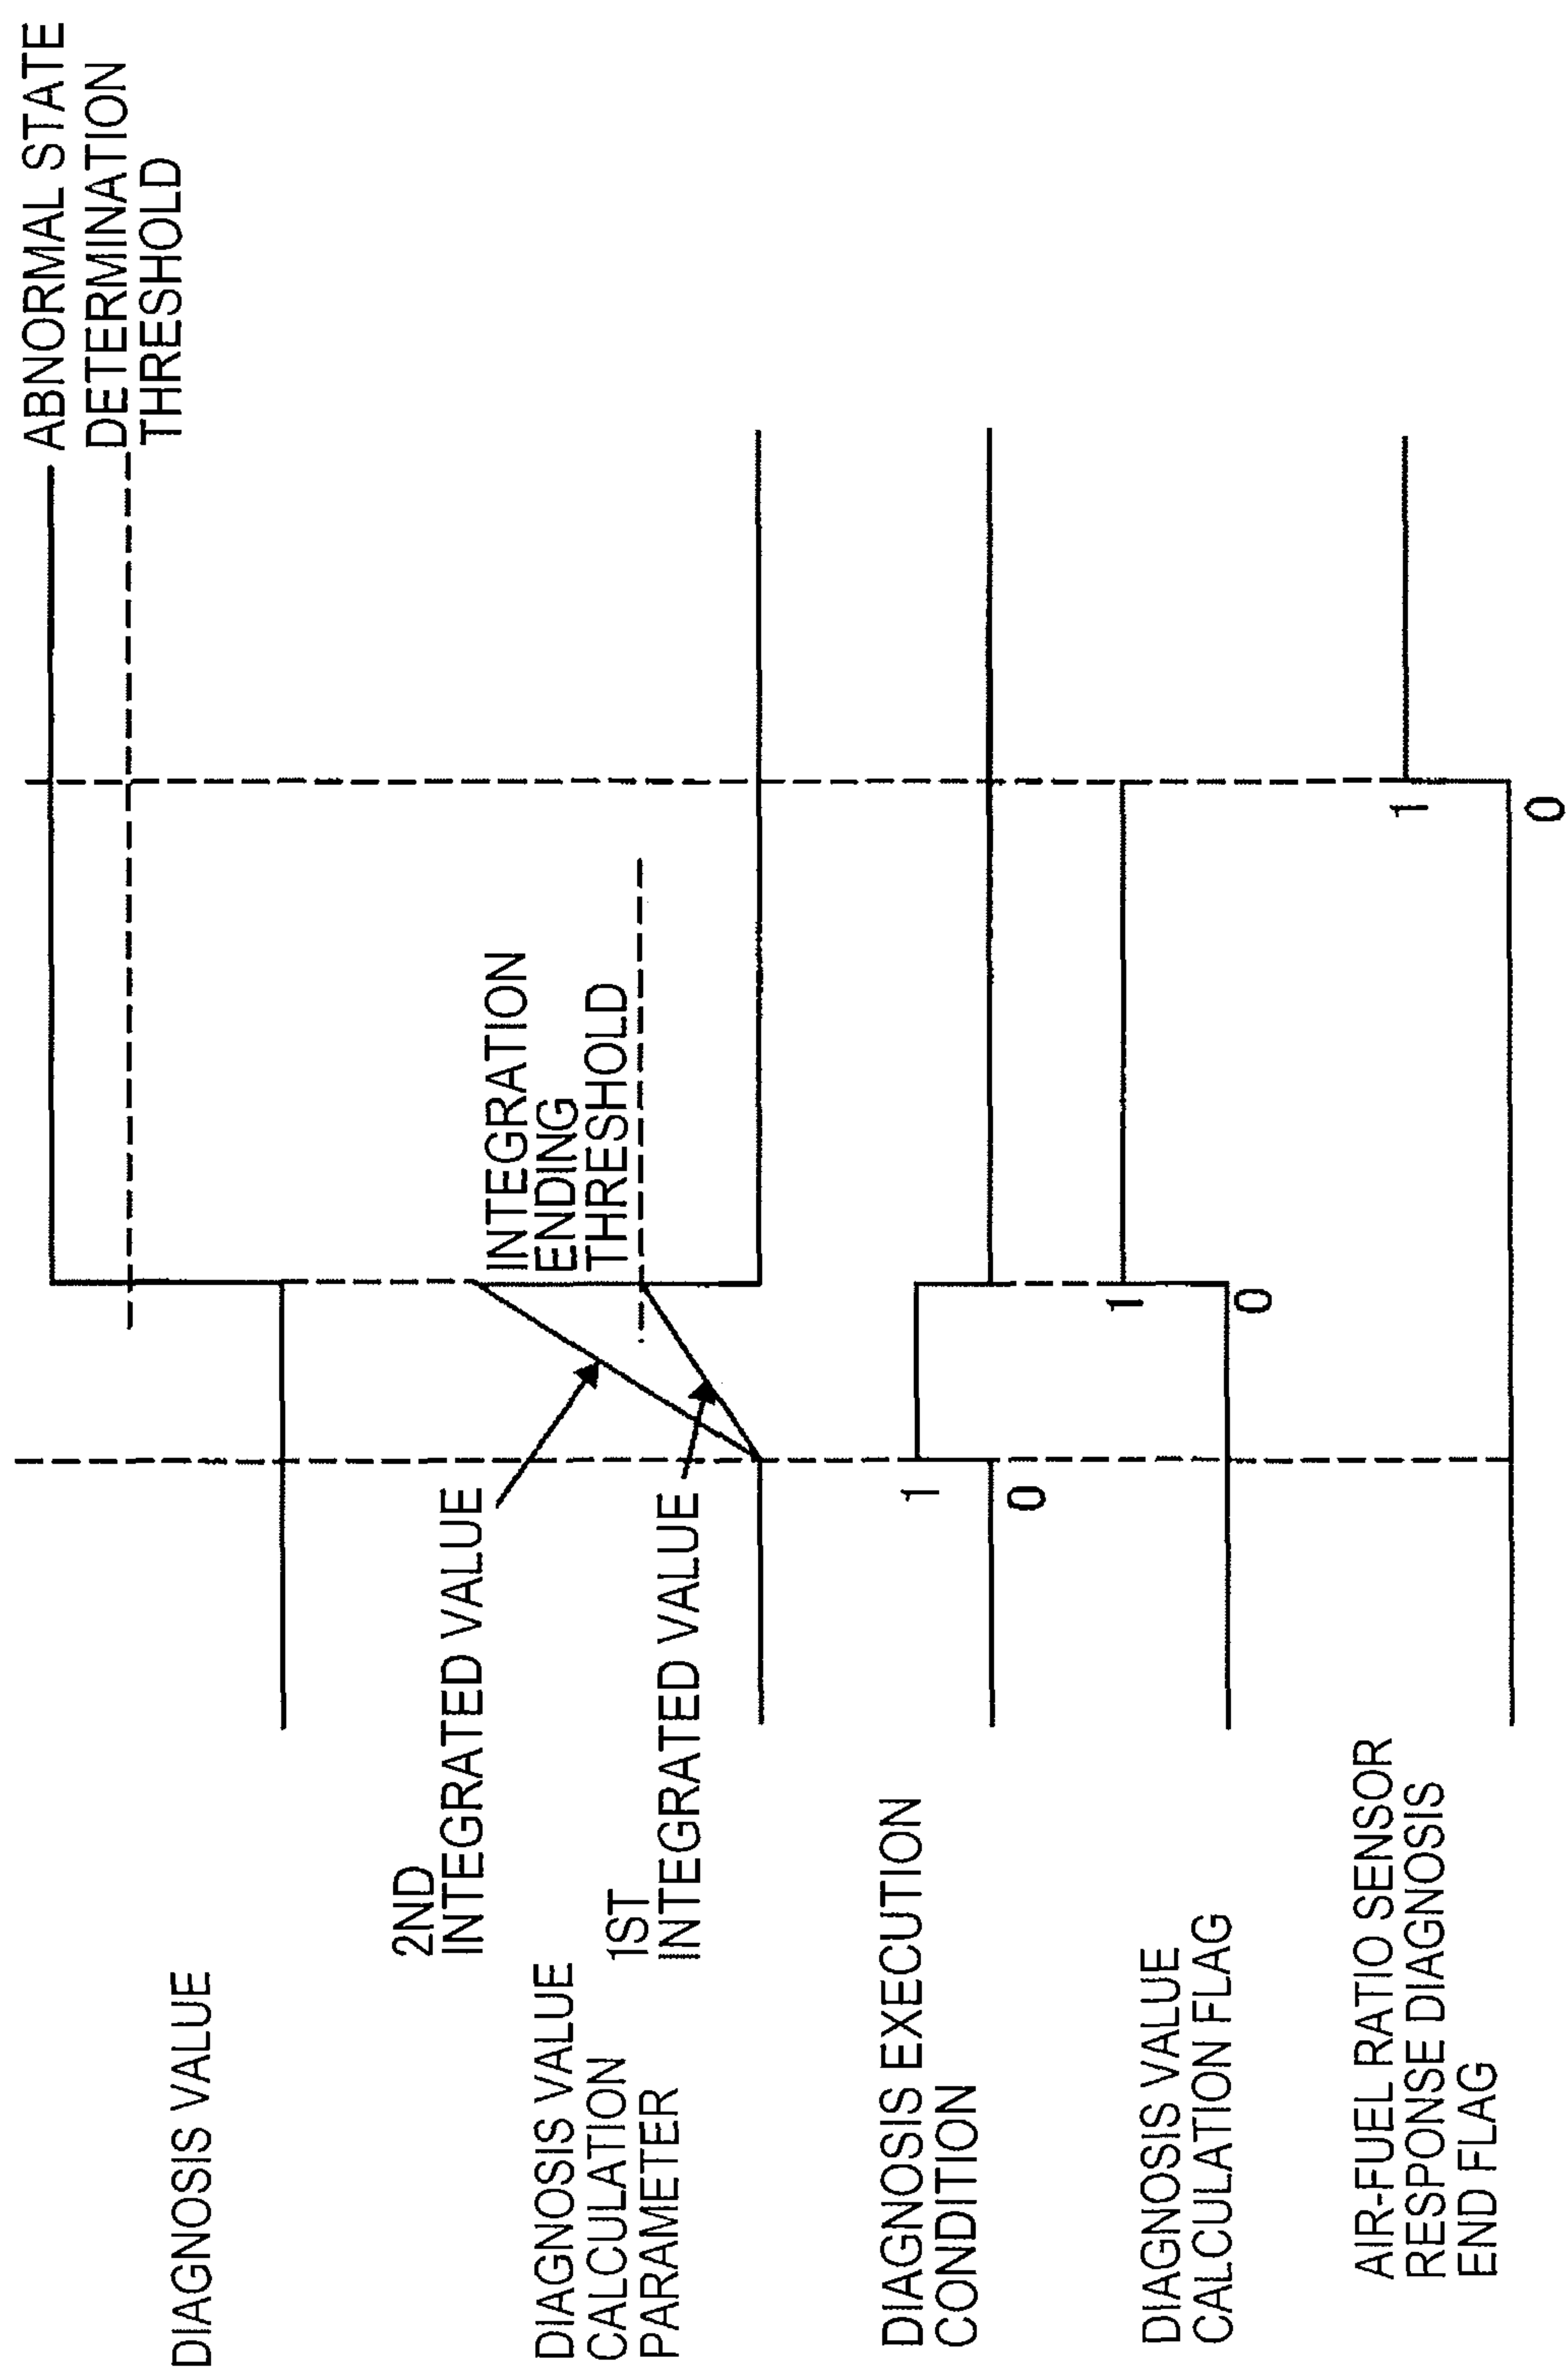 ABNORMAL STATE
DETERMINATION
THRESHOLD
DIAGNOSIS VALUE
2ND
INTEGRATED VALUE
INTEGRATION
ENDING
THRESHOLD
DIAGNOSIS VALUE
CALCULATION
PARAMETER
1ST
INTEGRATED VALUE
DIAGNOSIS EXECUTION
CONDITION
1
0
DIAGNOSIS VALUE
CALCULATION FLAG
1
0
AIR-FUEL RATIO SENSOR
RESPONSE DIAGNOSIS
END FLAG
1
0